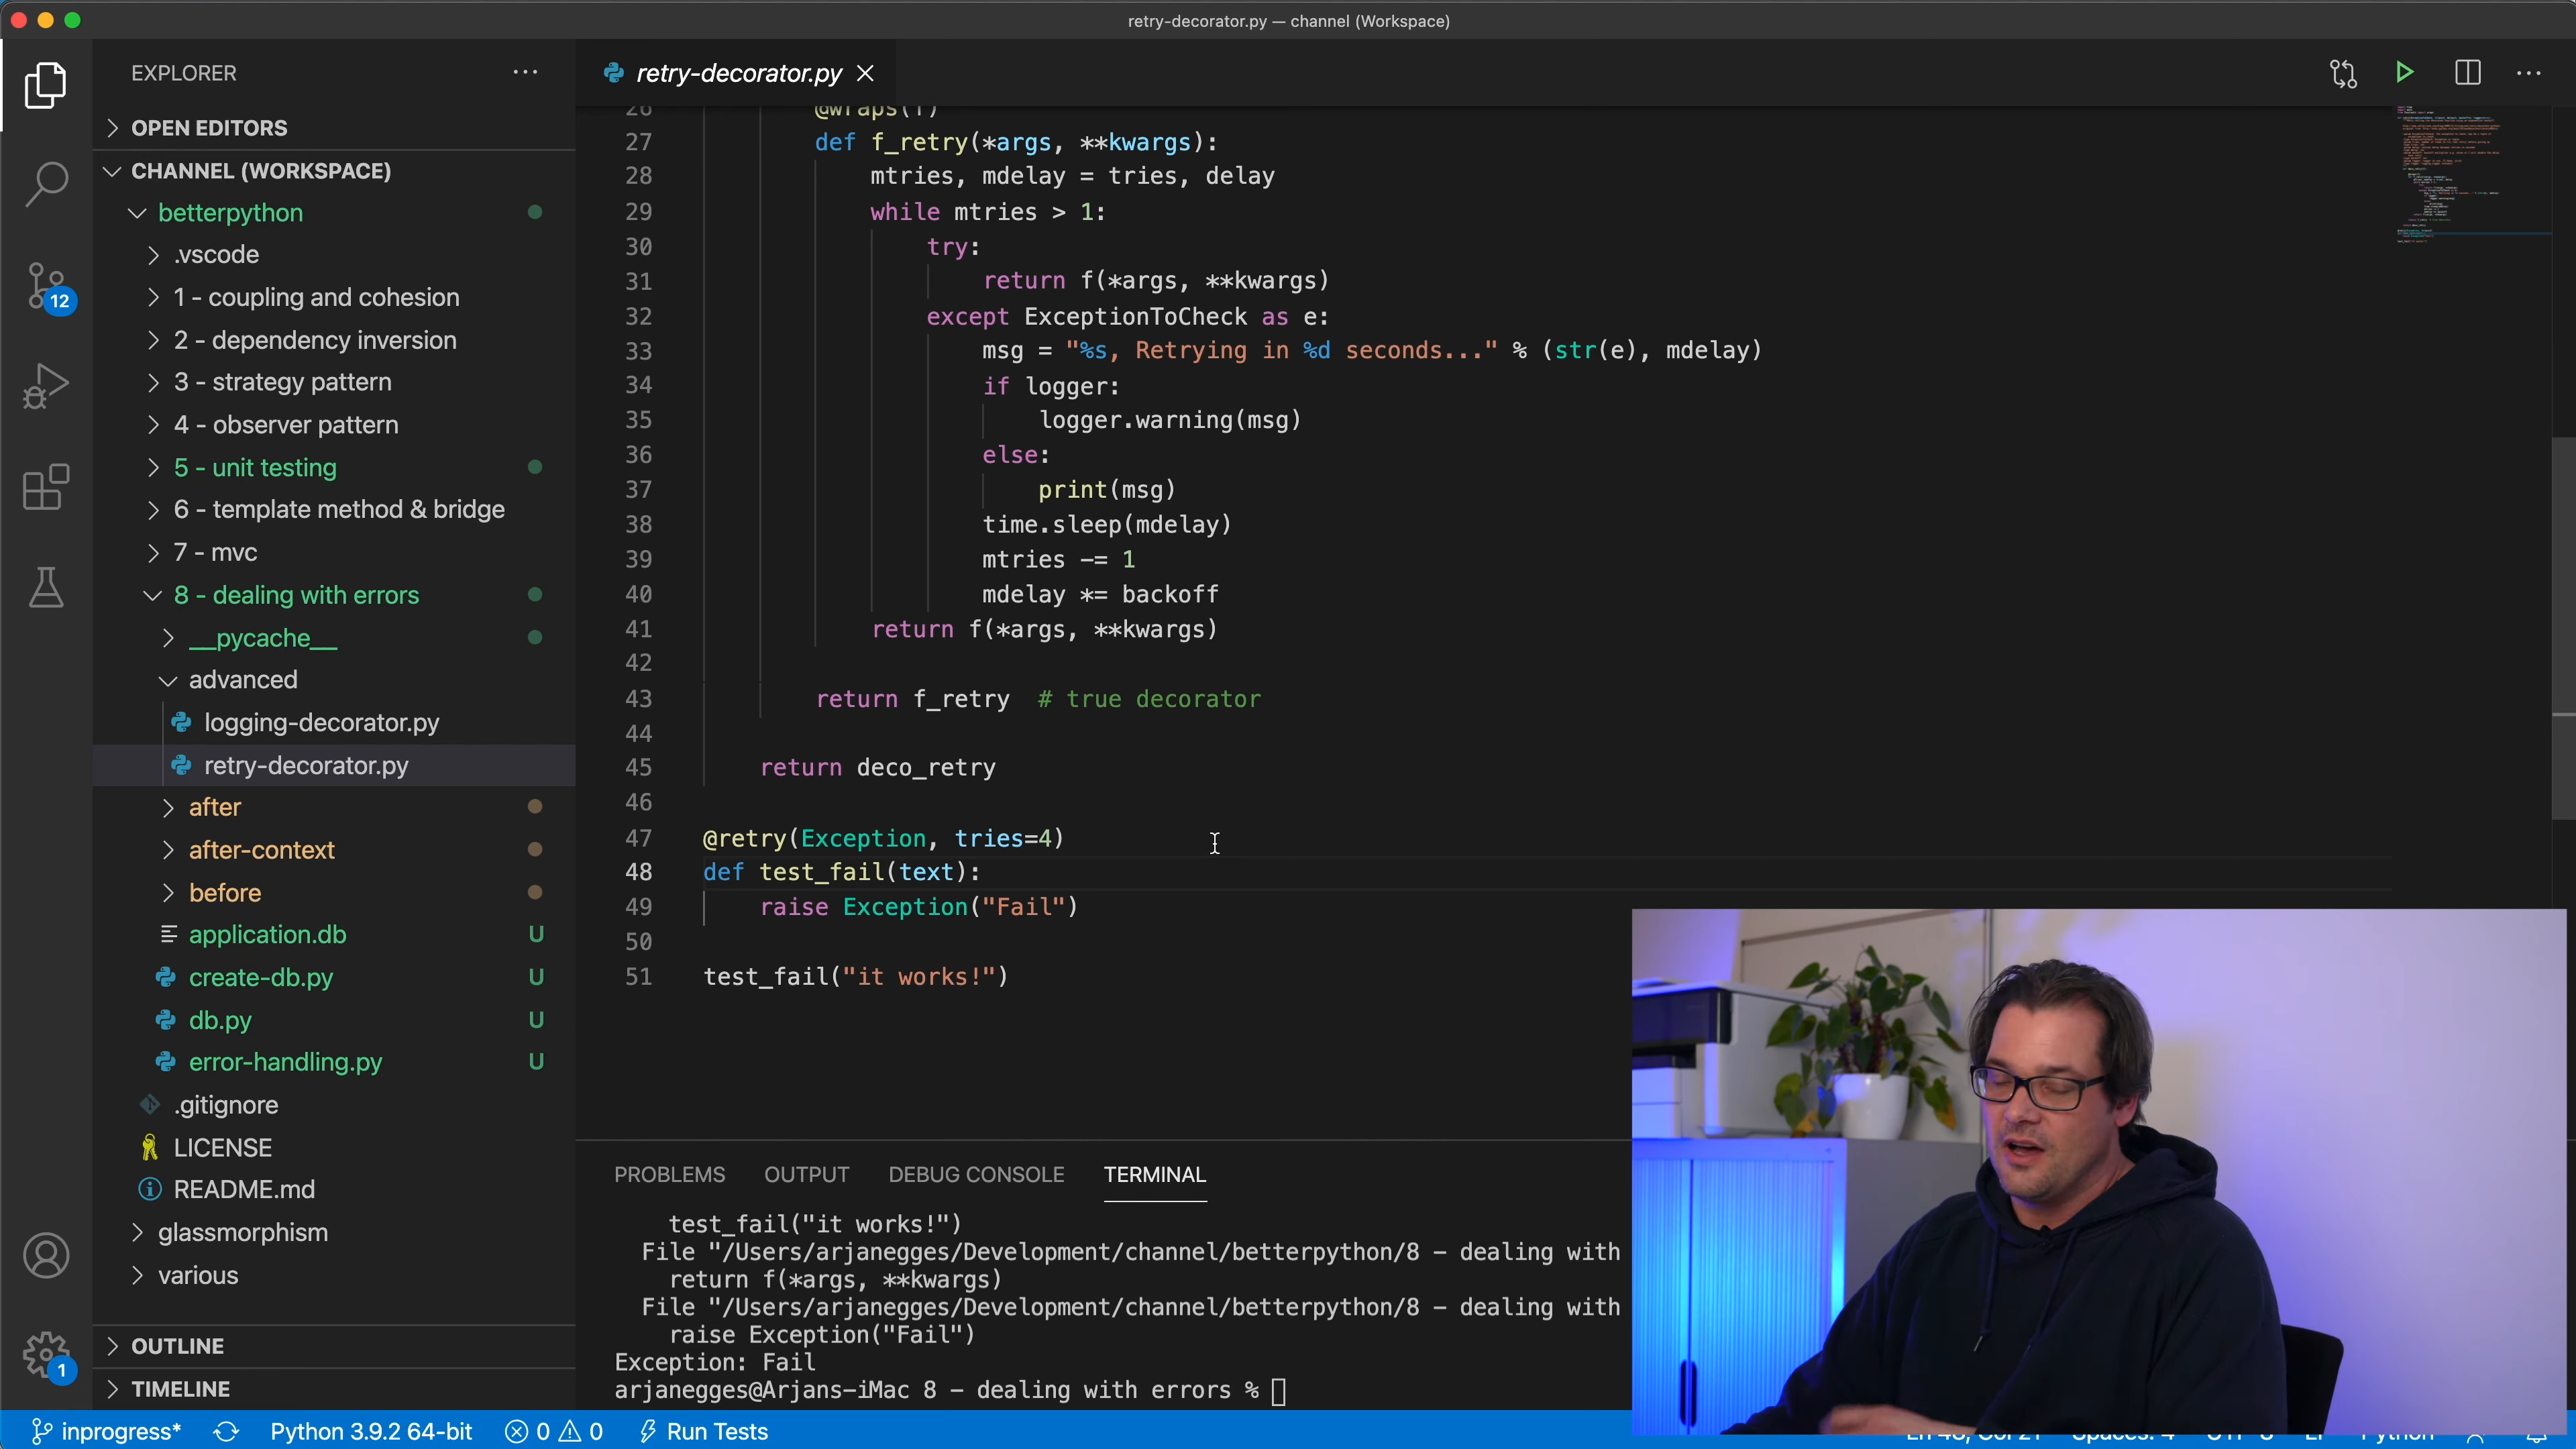 retry-decorator.py — channel (Workspace)
EXPLORER
OPEN EDITORS
CHANNEL (WORKSPACE)
betterpython
.vscode
1 - coupling and cohesion
2 - dependency inversion
3 - strategy pattern
4 - observer pattern
5 - unit testing
6 - template method & bridge
7 - mvc
8 - dealing with errors
__pycache__
advanced
logging-decorator.py
retry-decorator.py
after
after-context
before
application.db U
create-db.py U
db.py U
error-handling.py U
.gitignore
LICENSE
README.md
glassmorphism
various
OUTLINE
TIMELINE
12
1
retry-decorator.py
26 @wraps(f)
27 def f_retry(*args, **kwargs):
28 mtries, mdelay = tries, delay
29 while mtries > 1:
30 try:
31 return f(*args, **kwargs)
32 except ExceptionToCheck as e:
33 msg = "%s, Retrying in %d seconds..." % (str(e), mdelay)
34 if logger:
35 logger.warning(msg)
36 else:
37 print(msg)
38 time.sleep(mdelay)
39 mtries -= 1
40 mdelay *= backoff
41 return f(*args, **kwargs)
42
43 return f_retry # true decorator
44
45 return deco_retry
46
47 @retry(Exception, tries=4)
48 def test_fail(text):
49 raise Exception("Fail")
50
51 test_fail("it works!")
PROBLEMS OUTPUT DEBUG CONSOLE TERMINAL
test_fail("it works!")
File "/Users/arjanegges/Development/channel/betterpython/8 - dealing with
return f(*args, **kwargs)
File "/Users/arjanegges/Development/channel/betterpython/8 - dealing with
raise Exception("Fail")
Exception: Fail
arjanegges@Arjans-iMac 8 - dealing with errors %
inprogress* Python 3.9.2 64-bit 0 0 Run Tests